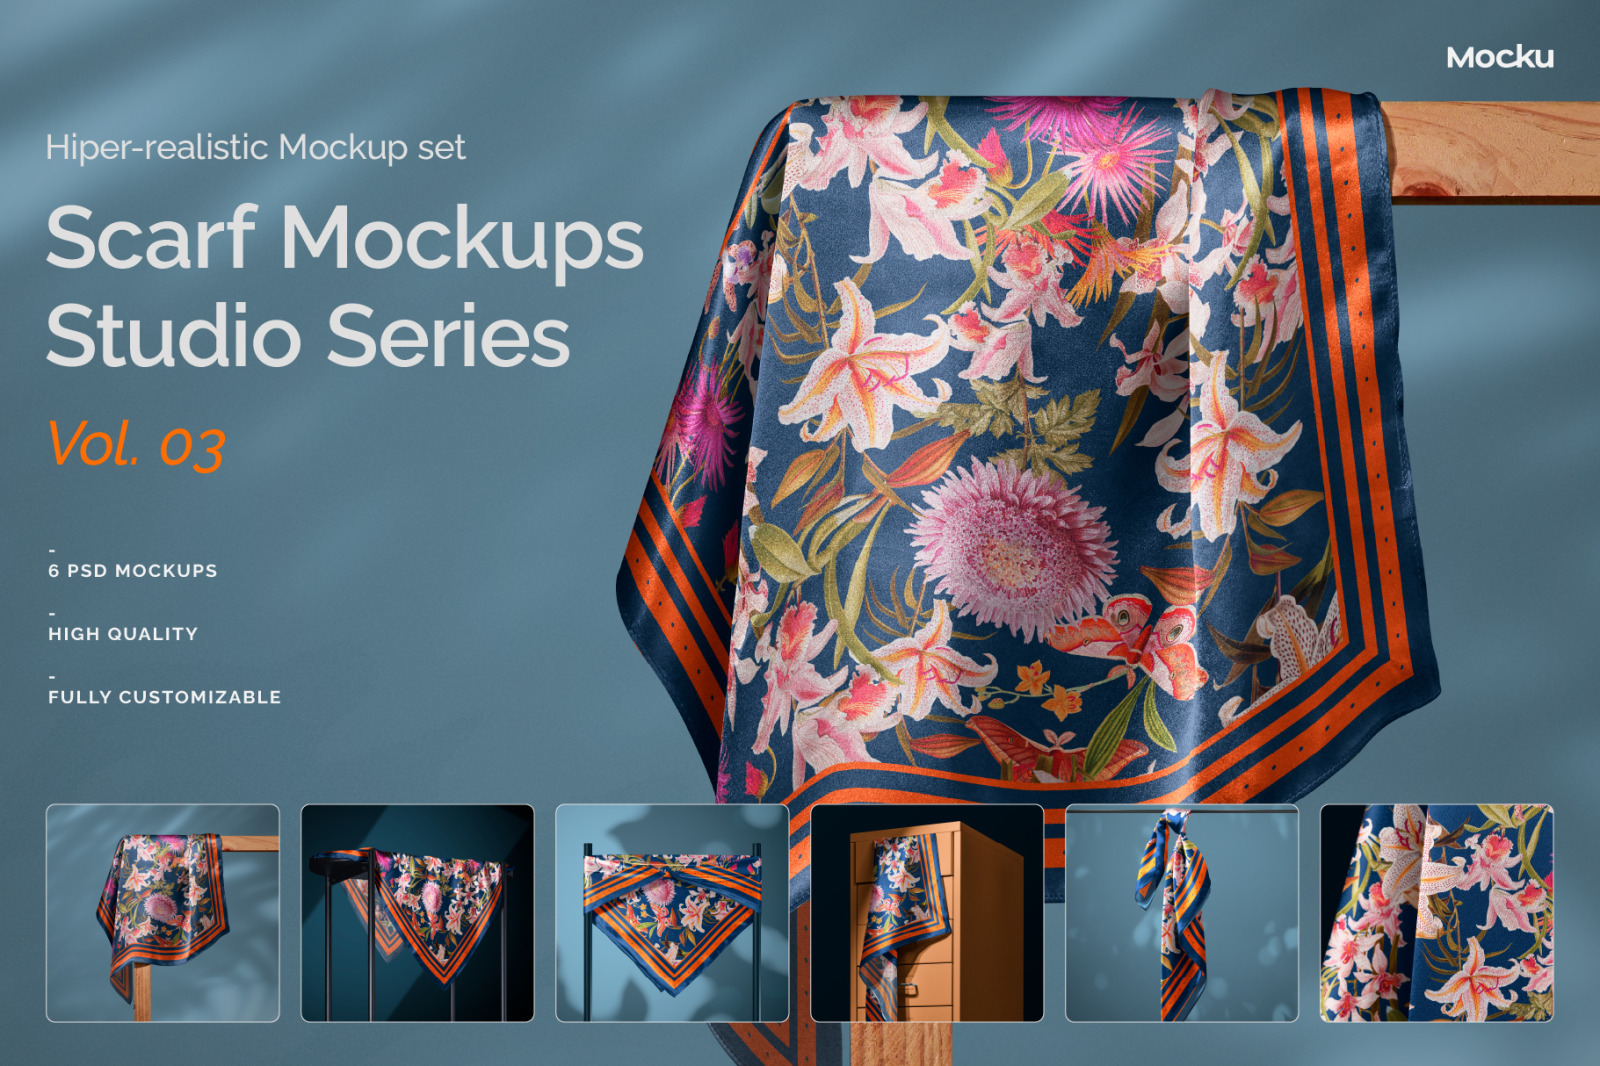 Mocku
Hiper-realistic Mockup set
Scarf Mockups
Studio Series
Vol. 03
-
6 PSD MOCKUPS
-
HIGH QUALITY
-
FULLY CUSTOMIZABLE